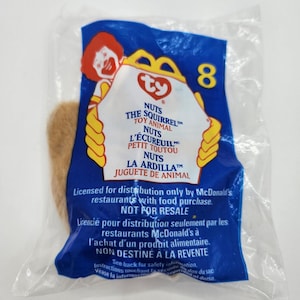 8
ty
NUTS
THE SQUIRREL™
TOY ANIMAL
NUTS
L'ÉCUREUIL™
PETIT TOUTOU
NUTS
LA ARDILLA™
JUGUETE DE ANIMAL
Licensed for distribution only by McDonald's
restaurants with food purchase.
NOT FOR RESALE
Licencié pour distribution seulement par les
restaurants McDonald's à
l'achat d'un produit alimentaire.
NON DESTINÉ A LA REVENTE
See back for safety information.